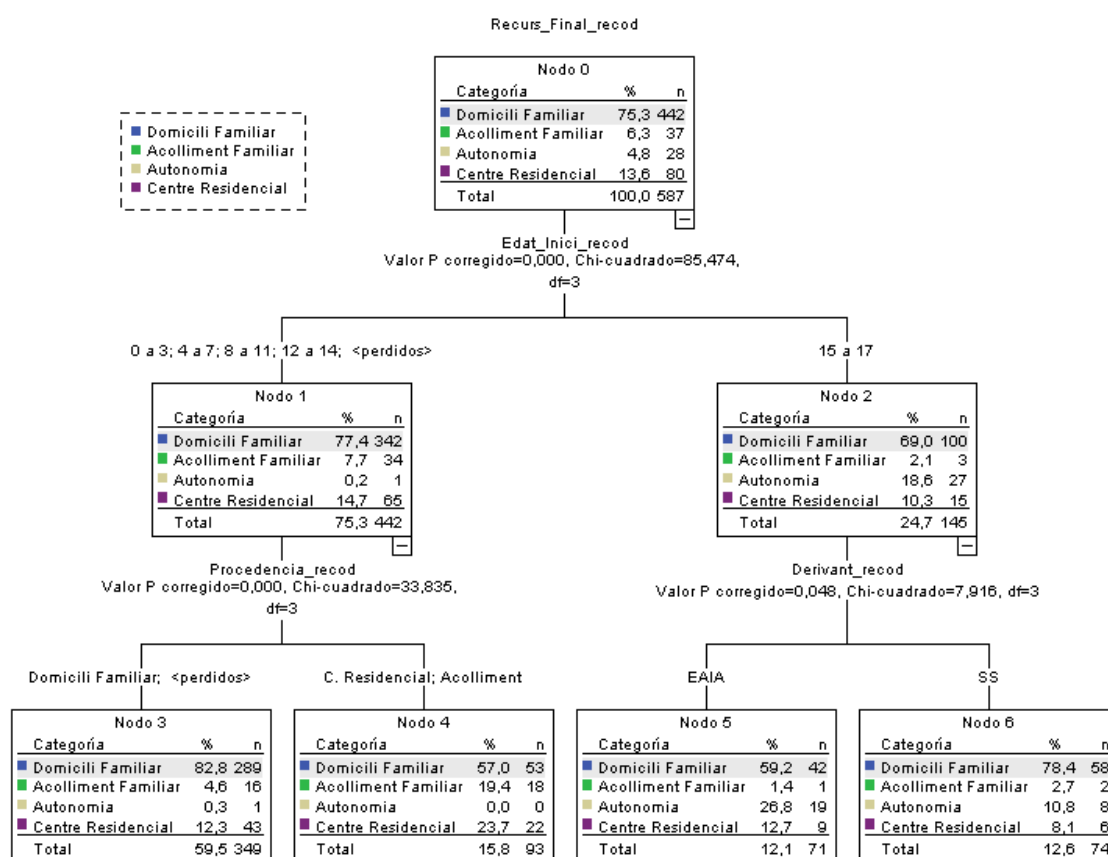 Recurs_Final_recod
Nodo 0
Categoría % n
Domicili Familiar 75,3 442
Acolliment Familiar 6,3 37
Autonomia 4,8 28
Centre Residencial 13,6 80
Total 100,0 587
Domicili Familiar
Acolliment Familiar
Autonomia
Centre Residencial
Edat_Inici_recod
Valor P corregido=0,000, Chi-cuadrado=85,474,
df=3
0 a 3; 4 a 7; 8 a 11; 12 a 14; <perdidos>
15 a 17
Nodo 1
Categoría % n
Domicili Familiar 77,4 342
Acolliment Familiar 7,7 34
Autonomia 0,2 1
Centre Residencial 14,7 65
Total 75,3 442
Nodo 2
Categoría % n
Domicili Familiar 69,0 100
Acolliment Familiar 2,1 3
Autonomia 18,6 27
Centre Residencial 10,3 15
Total 24,7 145
Procedencia_recod
Valor P corregido=0,000, Chi-cuadrado=33,835,
df=3
Derivant_recod
Valor P corregido=0,048, Chi-cuadrado=7,916, df=3
Domicili Familiar; <perdidos>
C. Residencial; Acolliment
EAIA
SS
Nodo 3
Categoría % n
Domicili Familiar 82,8 289
Acolliment Familiar 4,6 16
Autonomia 0,3 1
Centre Residencial 12,3 43
Total 59,5 349
Nodo 4
Categoría % n
Domicili Familiar 57,0 53
Acolliment Familiar 19,4 18
Autonomia 0,0 0
Centre Residencial 23,7 22
Total 15,8 93
Nodo 5
Categoría % n
Domicili Familiar 59,2 42
Acolliment Familiar 1,4 1
Autonomia 26,8 19
Centre Residencial 12,7 9
Total 12,1 71
Nodo 6
Categoría % n
Domicili Familiar 78,4 58
Acolliment Familiar 2,7 2
Autonomia 10,8 8
Centre Residencial 8,1 6
Total 12,6 74